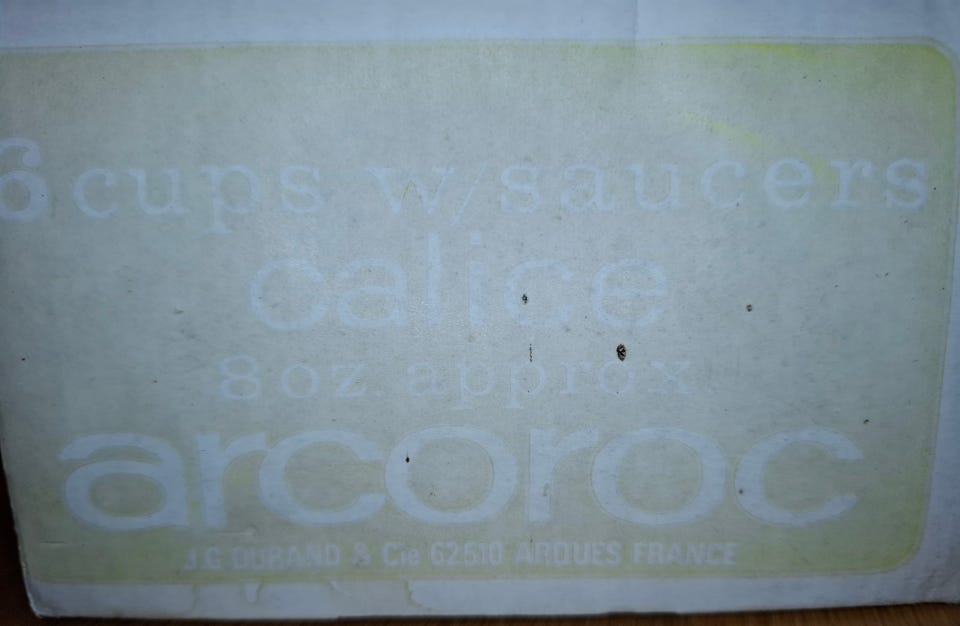 6 cups w/saucers
calice
8 oz. approx
arcoroc
J.G DURAND & Cie 62510 ARQUES FRANCE